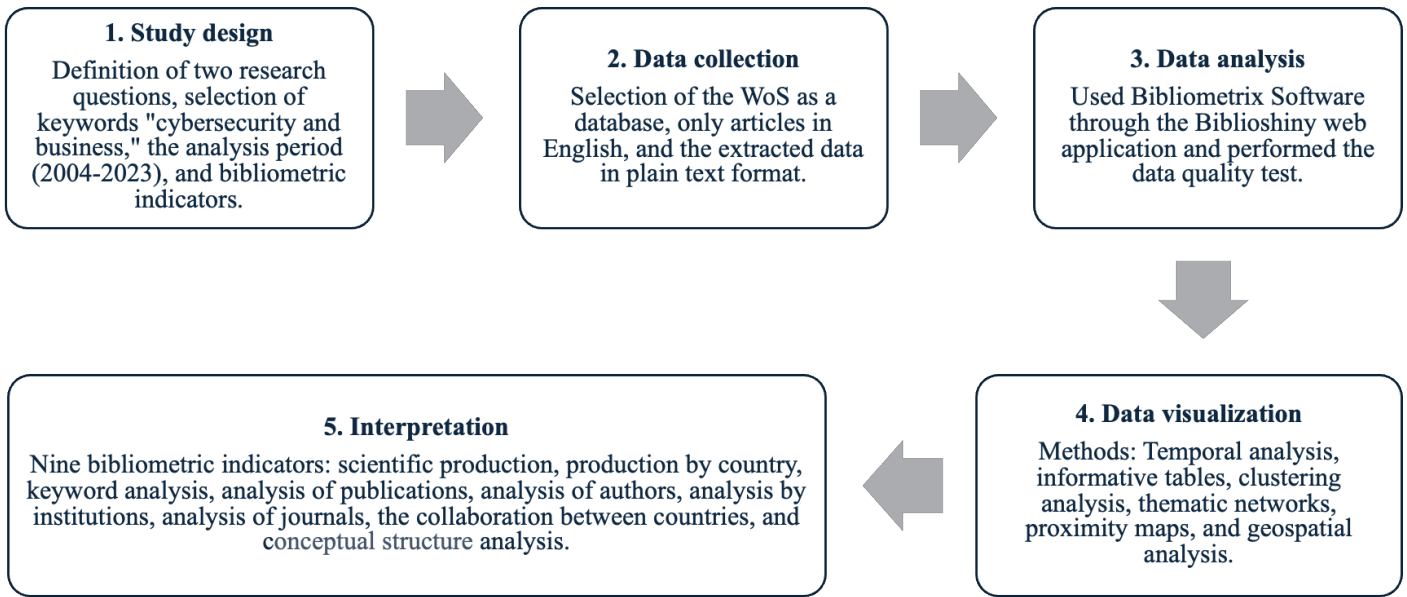 1. Study design
Definition of two research
questions, selection of
keywords "cybersecurity and
business," the analysis period
(2004-2023), and bibliometric
indicators.
2. Data collection
Selection of the WoS as a
database, only articles in
English, and the extracted data
in plain text format.
3. Data analysis
Used Bibliometrix Software
through the Biblioshiny web
application and performed the
data quality test.
4. Data visualization
Methods: Temporal analysis,
informative tables, clustering
analysis, thematic networks,
proximity maps, and geospatial
analysis.
5. Interpretation
Nine bibliometric indicators: scientific production, production by country,
keyword analysis, analysis of publications, analysis of authors, analysis by
institutions, analysis of journals, the collaboration between countries, and
conceptual structure analysis.